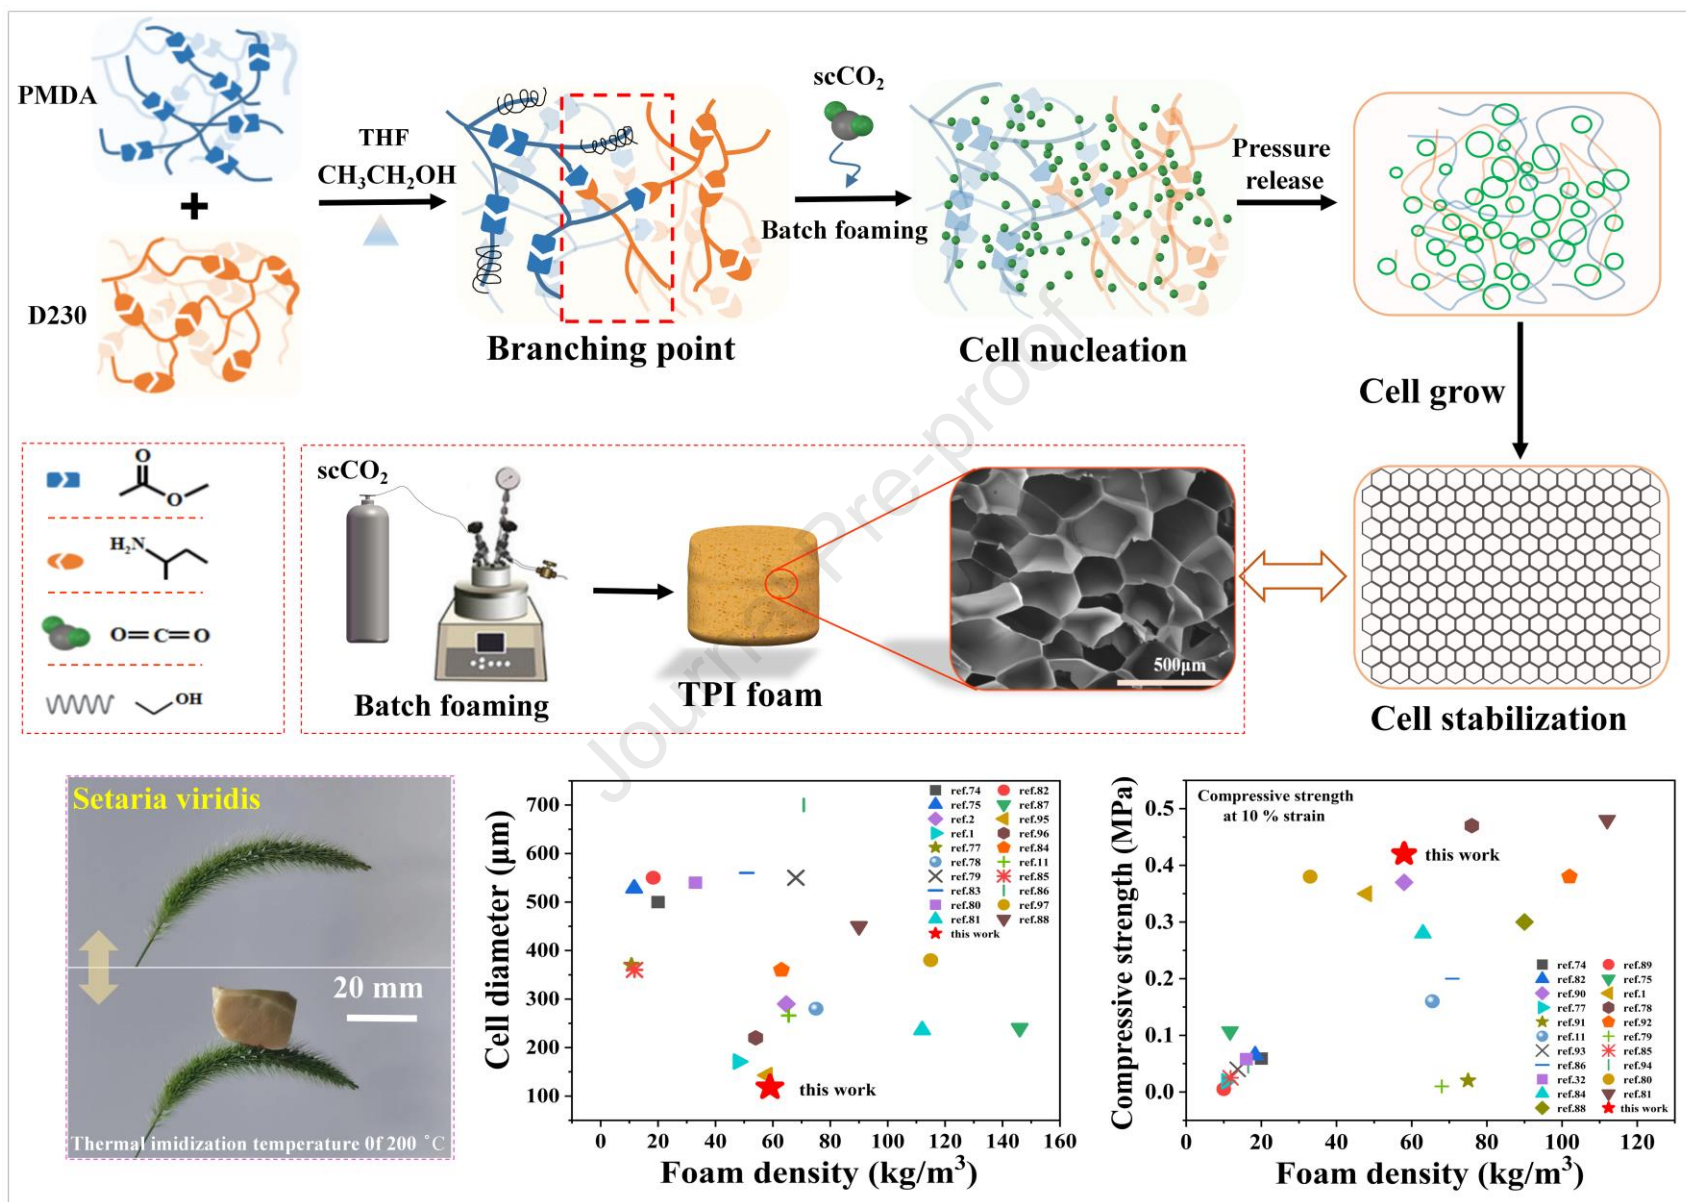 PMDA
+
D230
THF
CH₃CH₂OH
Branching point
scCO₂
Batch foaming
Cell nucleation
Pressure
release
Cell grow
O
O
H₂N
O=C=O
OH
scCO₂
Batch foaming
TPI foam
500μm
Cell stabilization
Journal Pre-proof
Setaria viridis
20 mm
Thermal imidization temperature 0f 200 °C
Cell diameter (μm)
700
600
500
400
300
200
100
0 20 40 60 80 100 120 140 160
Foam density (kg/m³)
ref.74 ref.82
ref.75 ref.87
ref.2 ref.95
ref.1 ref.96
ref.77 ref.84
ref.78 ref.11
ref.79 ref.85
ref.83 ref.86
ref.80 ref.97
ref.81 ref.88
this work
this work
Compressive strength (MPa)
0.5
0.4
0.3
0.2
0.1
0.0
0 20 40 60 80 100 120
Foam density (kg/m³)
Compressive strength
at 10 % strain
this work
ref.74 ref.89
ref.82 ref.75
ref.90 ref.1
ref.77 ref.78
ref.91 ref.92
ref.11 ref.79
ref.93 ref.85
ref.86 ref.94
ref.32 ref.80
ref.84 ref.81
ref.88 this work